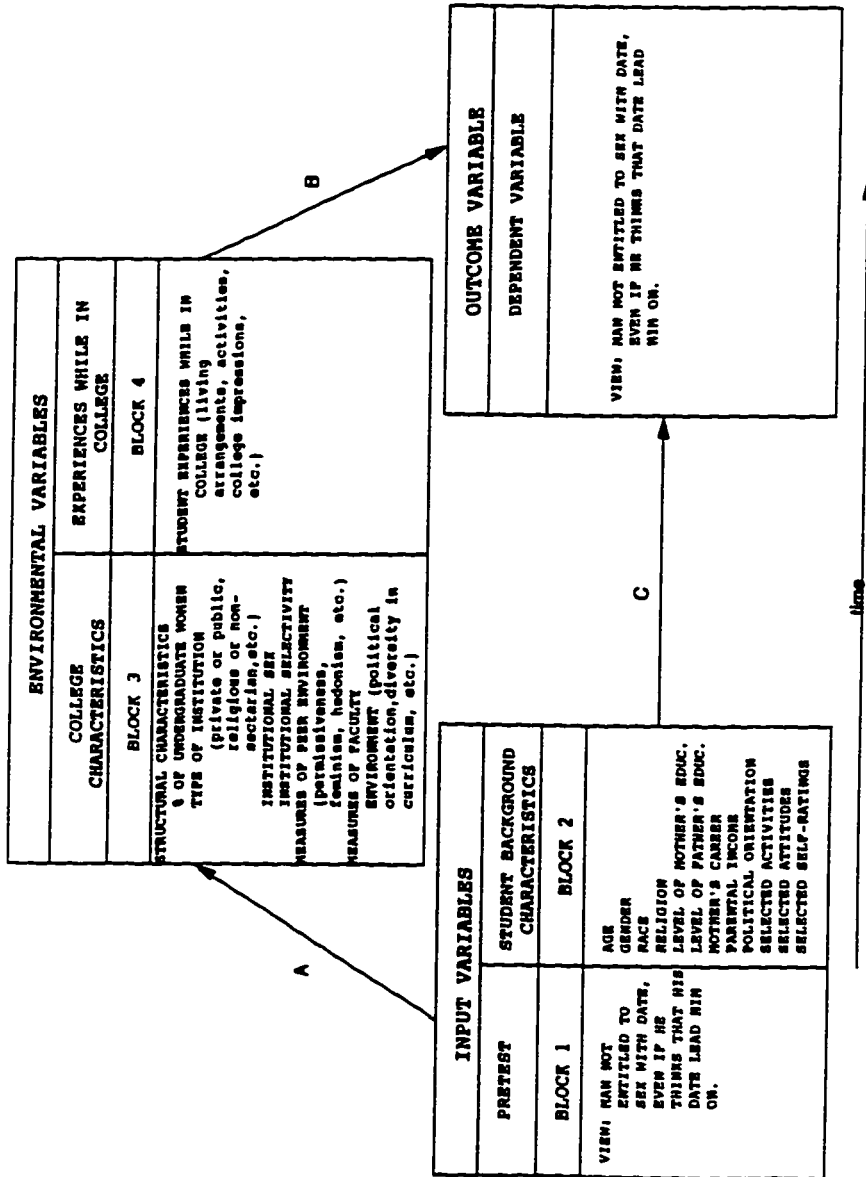 ENVIRONMENTAL VARIABLES
COLLEGE
CHARACTERISTICS
EXPERIENCES WHILE IN
COLLEGE
BLOCK 3
BLOCK 4
STRUCTURAL CHARACTERISTICS
% OF UNDERGRADUATE WOMEN
TYPE OF INSTITUTION
(private or public,
religious or non-
sectarian,etc.)
INSTITUTIONAL SEX
INSTITUTIONAL SELECTIVITY
MEASURES OF PEER ENVIRONMENT
(permissiveness,
feminism, hedonism, etc.)
MEASURES OF FACULTY
ENVIRONMENT (political
orientation,diversity in
curriculum, etc.)
STUDENT EXPERIENCES WHILE IN
COLLEGE (living
arrangements, activities,
college impressions,
etc.)
A
B
INPUT VARIABLES
PRETEST
STUDENT BACKGROUND
CHARACTERISTICS
BLOCK 1
BLOCK 2
VIEW: MAN NOT
ENTITLED TO
SEX WITH DATE,
EVEN IF HE
THINKS THAT HIS
DATE LEAD HIM
ON.
AGE
GENDER
RACE
RELIGION
LEVEL OF MOTHER'S EDUC.
LEVEL OF FATHER'S EDUC.
MOTHER'S CAREER
PARENTAL INCOME
POLITICAL ORIENTATION
SELECTED ACTIVITIES
SELECTED ATTITUDES
SELECTED SELF-RATINGS
C
OUTCOME VARIABLE
DEPENDENT VARIABLE
VIEW: MAN NOT ENTITLED TO SEX WITH DATE,
EVEN IF HE THINKS THAT DATE LEAD
HIM ON.
time